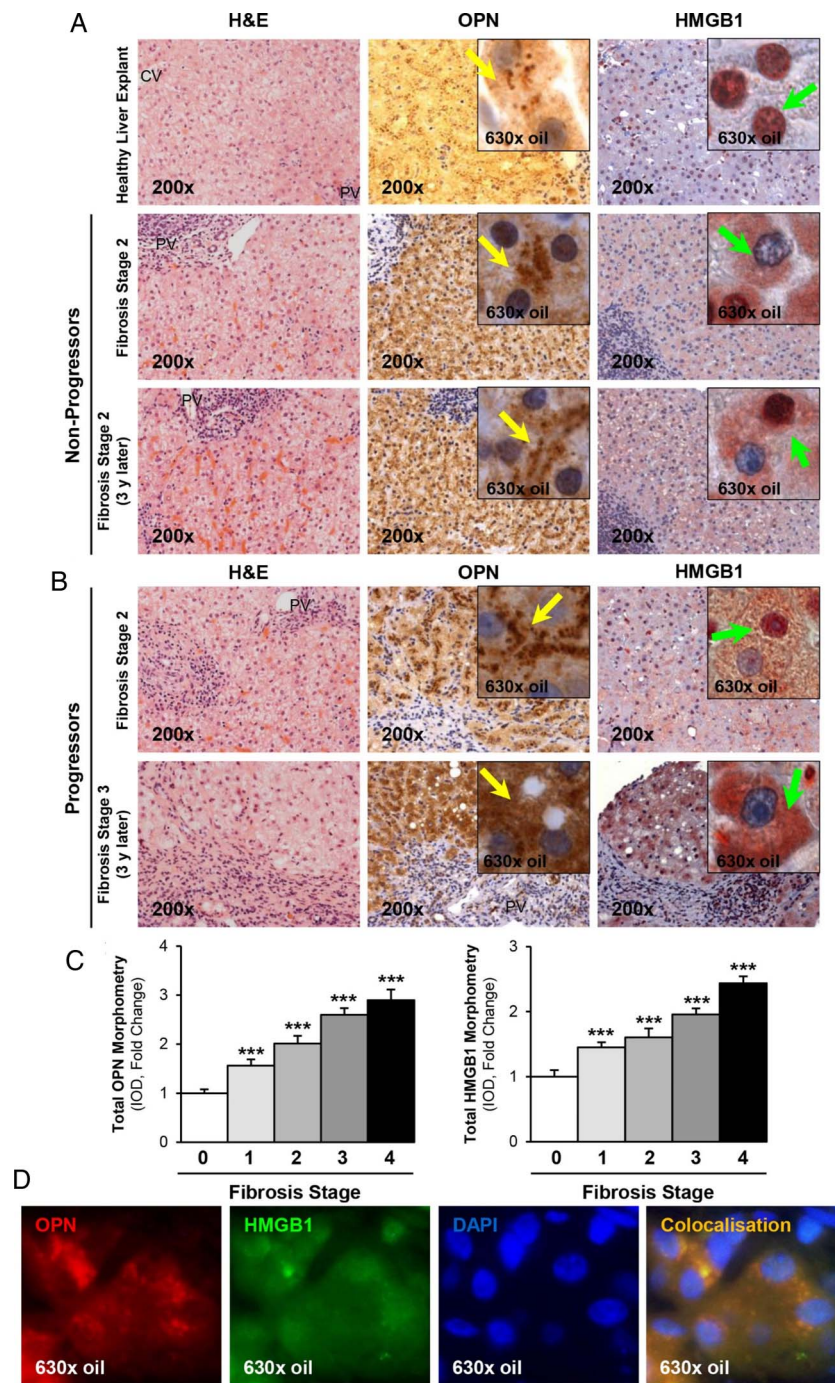 A
H&E
OPN
HMGB1
Healthy Liver Explant
CV
PV
200x
630x oil
200x
630x oil
200x
Non-Progressors
Fibrosis Stage 2
PV
200x
630x oil
200x
630x oil
200x
Fibrosis Stage 2
(3 y later)
PV
200x
630x oil
200x
630x oil
200x
B
H&E
OPN
HMGB1
Progressors
Fibrosis Stage 2
PV
200x
630x oil
200x
630x oil
200x
Fibrosis Stage 3
(3 y later)
200x
630x oil
200x
PV
630x oil
200x
C
Total OPN Morphometry
(IOD, Fold Change)
4
3
2
1
0
***
***
***
***
0 1 2 3 4
Fibrosis Stage
Total HMGB1 Morphometry
(IOD, Fold Change)
3
2
1
0
***
***
***
***
0 1 2 3 4
Fibrosis Stage
D
OPN
630x oil
HMGB1
630x oil
DAPI
630x oil
Colocalisation
630x oil